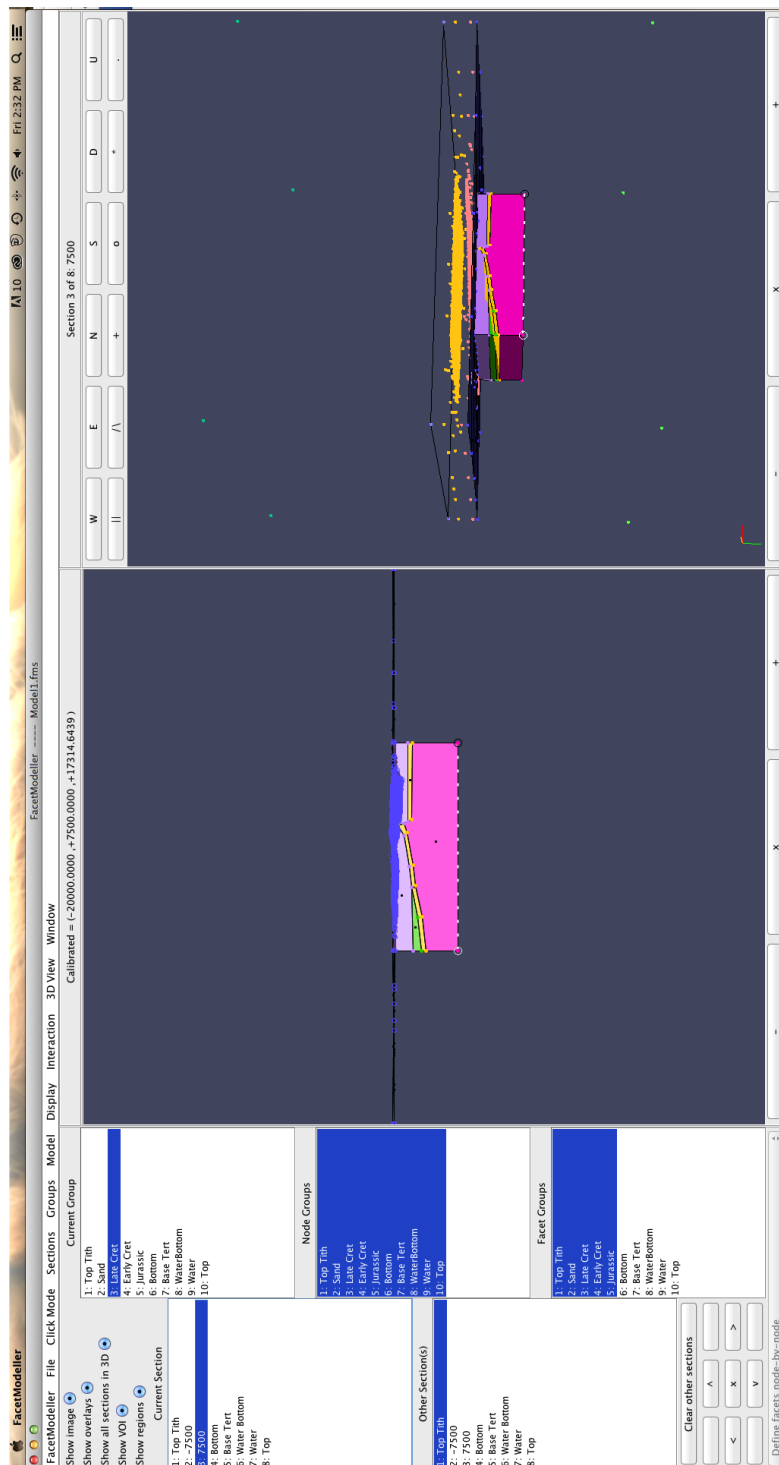 FacetModeller
10
Fri 2:32 PM
FacetModeller ---- Model1.fms
FacetModeller File Click Mode Sections Groups Model Display Interaction 3D View Window
Show image
Show overlays
Show all sections in 3D
Show VOI
Show regions
Current Section
1: Top Tith
2: -7500
3: 7500
4: Bottom
5: Base Tert
6: Water Bottom
7: Water
8: Top
Other Section(s)
1: Top Tith
2: -7500
3: 7500
4: Bottom
5: Base Tert
6: Water Bottom
7: Water
8: Top
Clear other sections
^
< x >
v
Define facets node-by-node
Current Group
1: Top Tith
2: Sand
3: Late Cret
4: Early Cret
5: Jurassic
6: Bottom
7: Base Tert
8: WaterBottom
9: Water
10: Top
Node Groups
1: Top Tith
2: Sand
3: Late Cret
4: Early Cret
5: Jurassic
6: Bottom
7: Base Tert
8: WaterBottom
9: Water
10: Top
Facet Groups
1: Top Tith
2: Sand
3: Late Cret
4: Early Cret
5: Jurassic
6: Bottom
7: Base Tert
8: WaterBottom
9: Water
10: Top
Calibrated = (-20000.0000 ,+7500.0000 ,+17314.6439 )
- x +
Section 3 of 8: 7500
W E N S D U
|| \/ + o * .
- x +